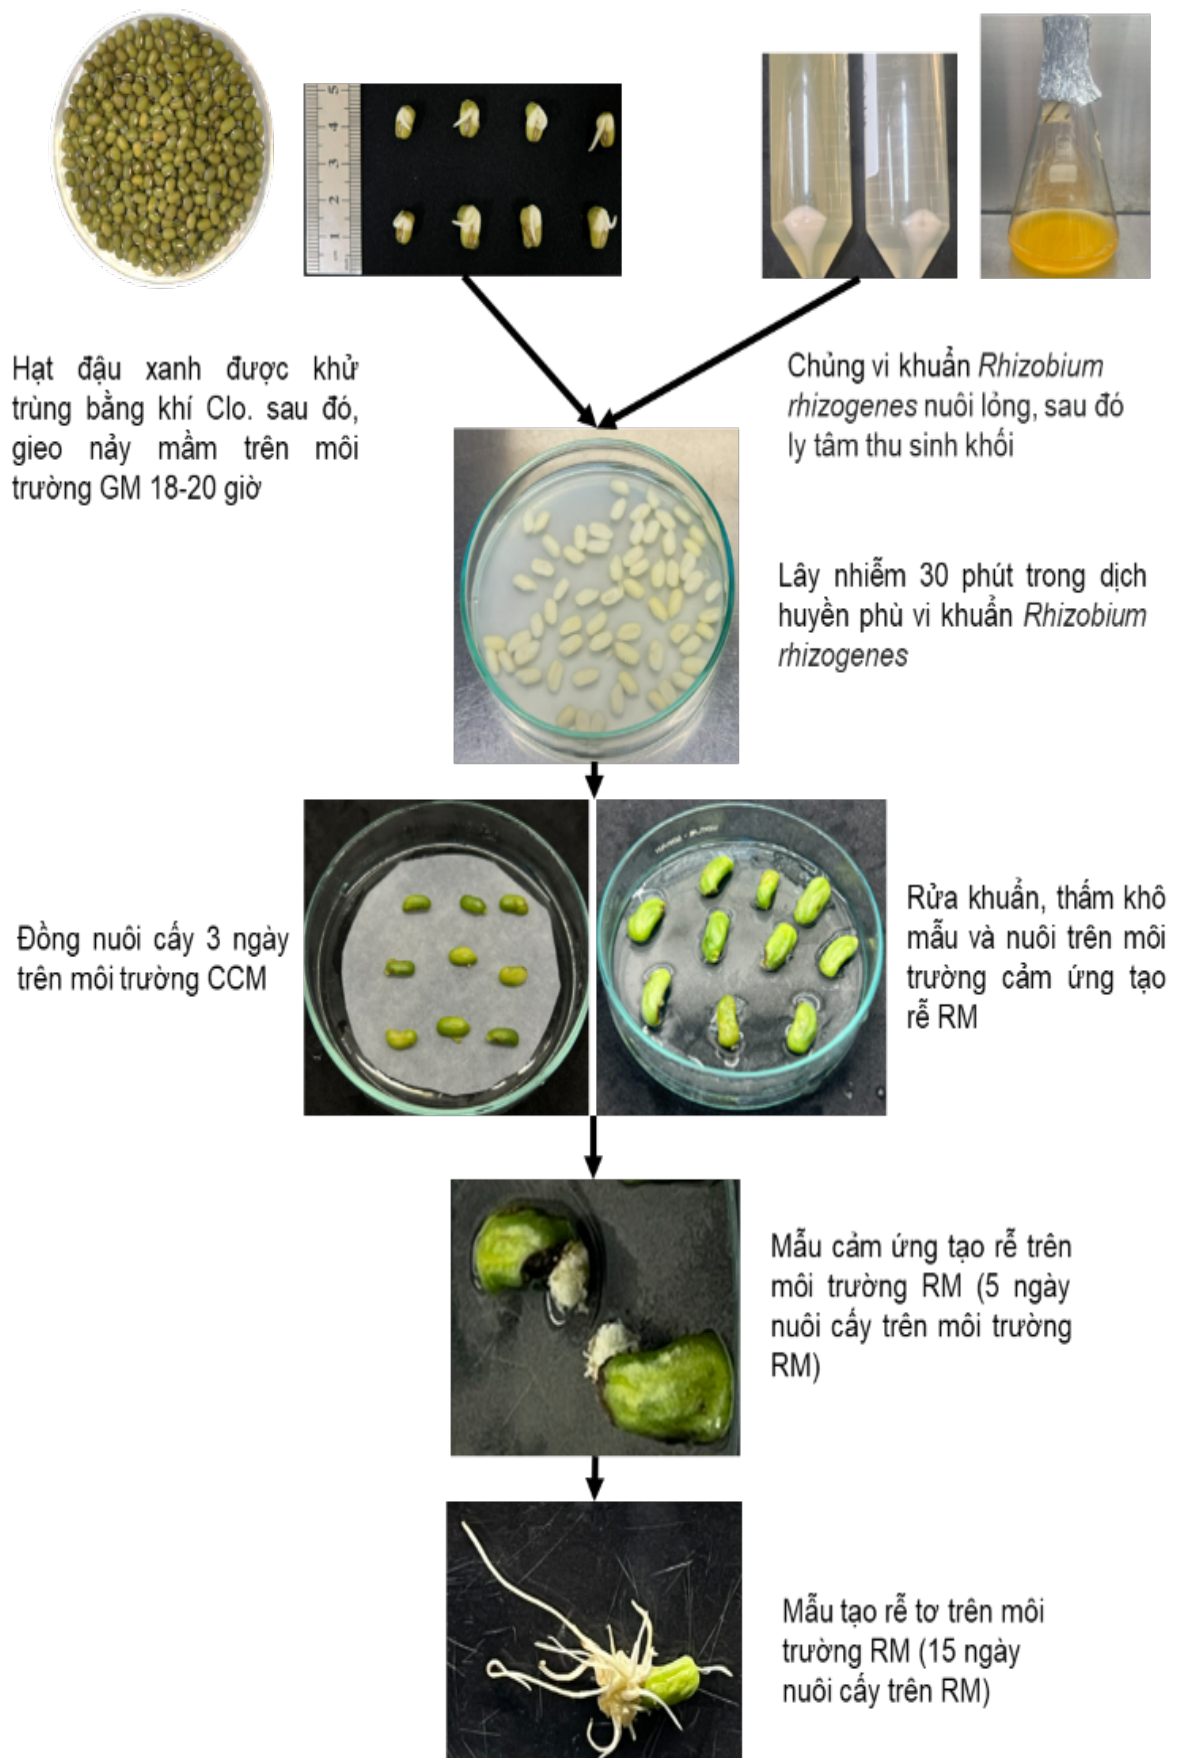 Hạt đậu xanh được khử
trùng bằng khí Clo. sau đó,
gieo nảy mầm trên môi
trường GM 18-20 giờ
Chủng vi khuẩn Rhizobium
rhizogenes nuôi lỏng, sau đó
ly tâm thu sinh khối
Lây nhiễm 30 phút trong dịch
huyền phù vi khuẩn Rhizobium
rhizogenes
Đồng nuôi cấy 3 ngày
trên môi trường CCM
Rửa khuẩn, thấm khô
mẫu và nuôi trên môi
trường cảm ứng tạo
rễ RM
Mẫu cảm ứng tạo rễ trên
môi trường RM (5 ngày
nuôi cấy trên môi trường
RM)
Mẫu tạo rễ tơ trên môi
trường RM (15 ngày
nuôi cấy trên RM)
5
4
3
2
1